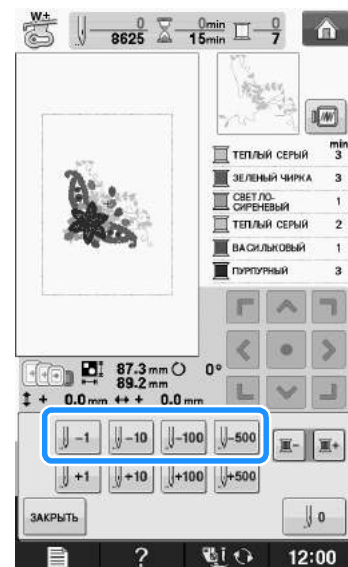 W+ 0 0min 0
8625 15min 7
min
ТЕПЛЫЙ СЕРЫЙ 3
ЗЕЛЕНЫЙ ЧИРКА 3
СВЕТЛО-
СИРЕНЕВЫЙ 1
ТЕПЛЫЙ СЕРЫЙ 2
ВАСИЛЬКОВЫЙ 1
ПУРПУРНЫЙ 3
87.3 mm 0°
89.2 mm
+ 0.0 mm + 0.0 mm
-1 -10 -100 -500
+1 +10 +100 +500
ЗАКРЫТЬ 0
? 12:00